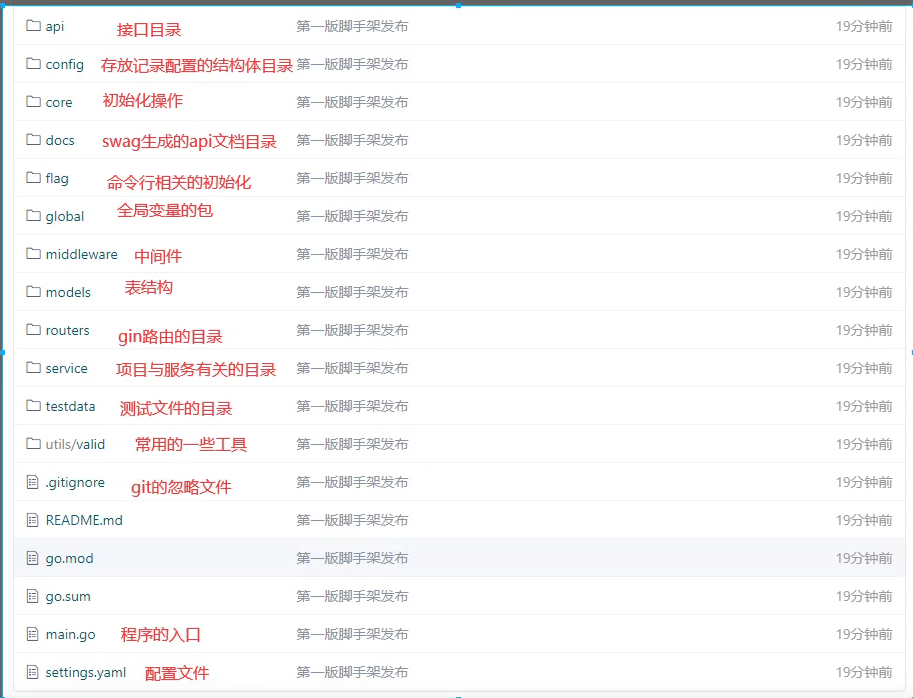 api 接口目录 第一版脚手架发布 19分钟前
config 存放记录配置的结构体目录 第一版脚手架发布 19分钟前
core 初始化操作 第一版脚手架发布 19分钟前
docs swag生成的api文档目录 第一版脚手架发布 19分钟前
flag 命令行相关的初始化 第一版脚手架发布 19分钟前
global 全局变量的包 第一版脚手架发布 19分钟前
middleware 中间件 第一版脚手架发布 19分钟前
models 表结构 第一版脚手架发布 19分钟前
routers gin路由的目录 第一版脚手架发布 19分钟前
service 项目与服务有关的目录 第一版脚手架发布 19分钟前
testdata 测试文件的目录 第一版脚手架发布 19分钟前
utils/valid 常用的一些工具 第一版脚手架发布 19分钟前
.gitignore git的忽略文件 第一版脚手架发布 19分钟前
README.md 第一版脚手架发布 19分钟前
go.mod 第一版脚手架发布 19分钟前
go.sum 第一版脚手架发布 19分钟前
main.go 程序的入口 第一版脚手架发布 19分钟前
settings.yaml 配置文件 第一版脚手架发布 19分钟前